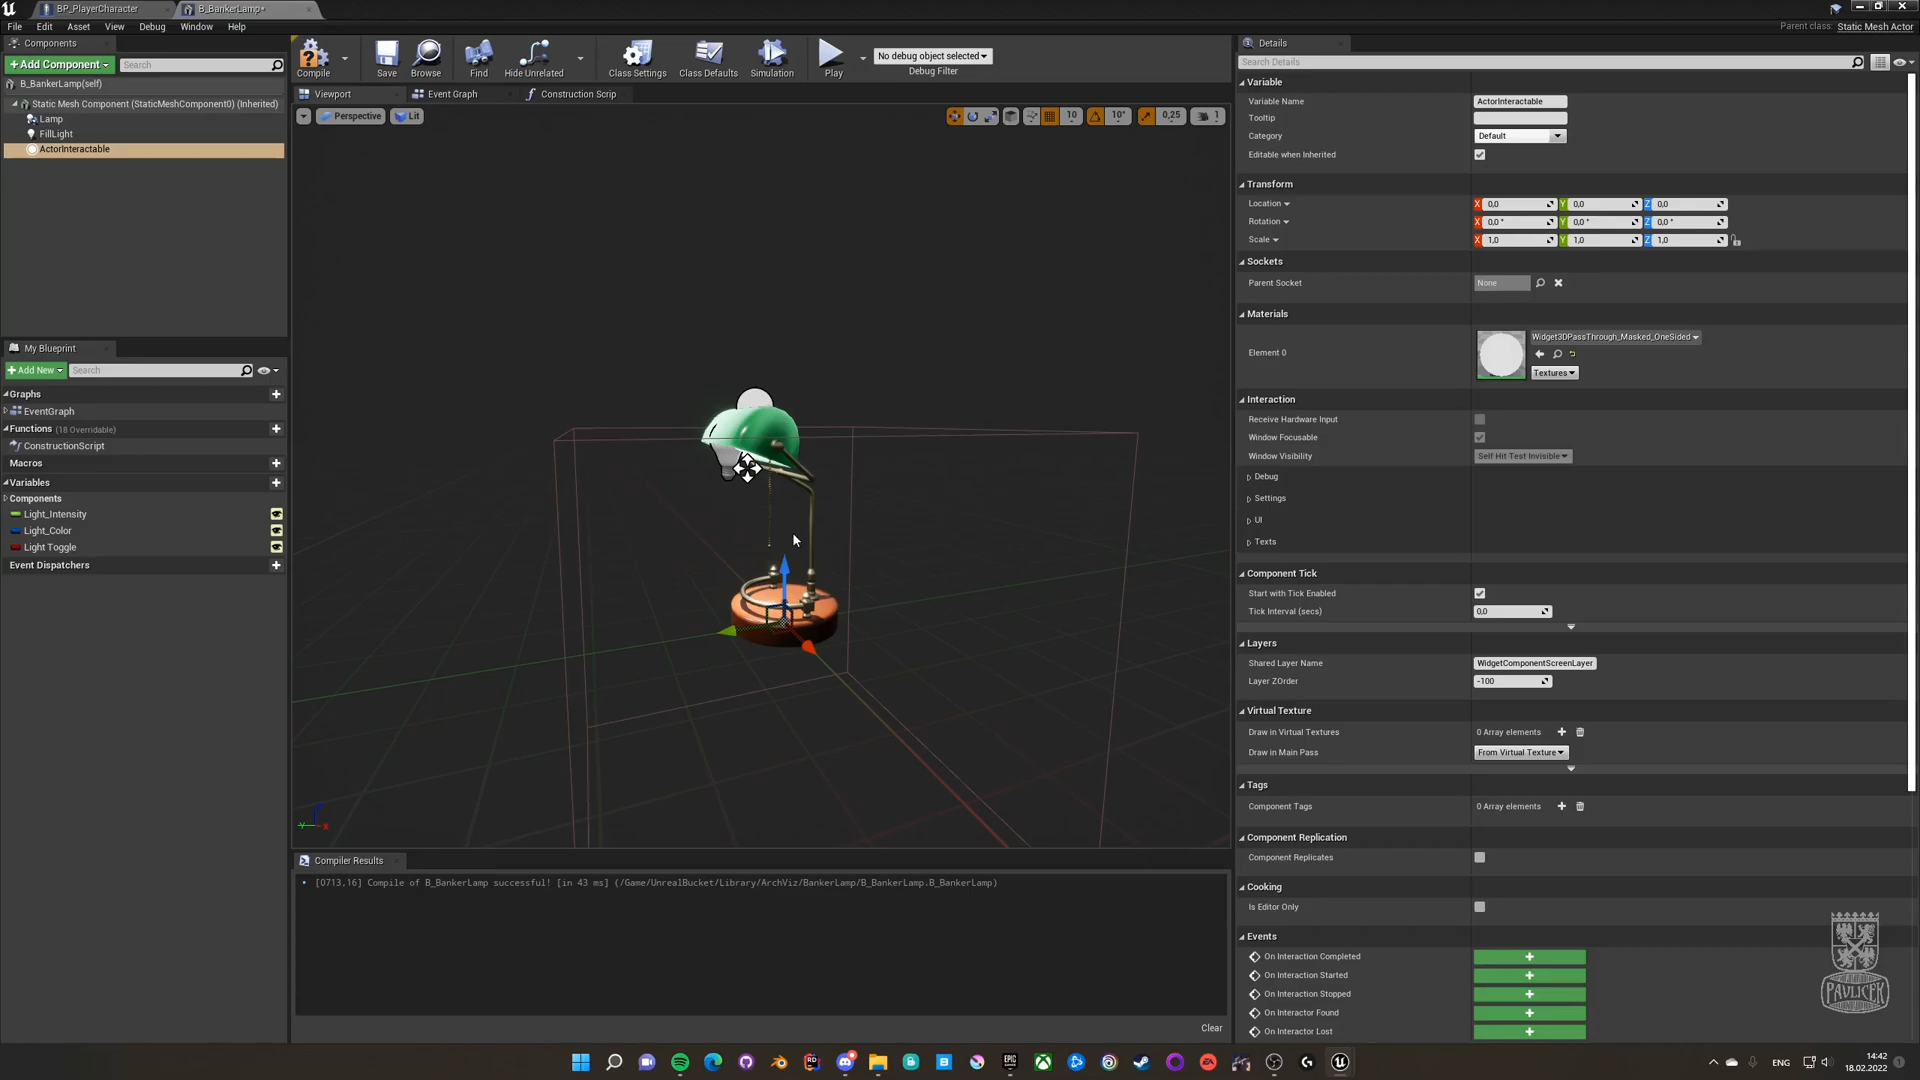 BP_PlayerCharacter
B_BankerLamp*
File Edit Asset View Debug Window Help
Parent class: Static Mesh Actor
Components
+Add Component
Search
B_BankerLamp(self)
Static Mesh Component (StaticMeshComponent0) (Inherited)
Lamp
FillLight
ActorInteractable
Compile
Save
Browse
Find
Hide Unrelated
Class Settings
Class Defaults
Simulation
Play
No debug object selected
Debug Filter
Viewport
Event Graph
Construction Scrip
Perspective
Lit
10
10°
0,25
1
My Blueprint
+Add New
Search
Graphs
EventGraph
Functions (18 Overridable)
ConstructionScript
Macros
Variables
Components
Light_Intensity
Light_Color
Light Toggle
Event Dispatchers
Compiler Results
[0713,16] Compile of B_BankerLamp successful! [in 43 ms] (/Game/UnrealBucket/Library/ArchViz/BankerLamp/B_BankerLamp.B_BankerLamp)
Clear
Details
Search Details
Variable
Variable Name
ActorInteractable
Tooltip
Category
Default
Editable when Inherited
Transform
Location
X 0,0 Y 0,0 Z 0,0
Rotation
X 0,0 ° Y 0,0 ° Z 0,0 °
Scale
X 1,0 Y 1,0 Z 1,0
Sockets
Parent Socket
None
Materials
Element 0
Widget3DPassThrough_Masked_OneSided
Textures
Interaction
Receive Hardware Input
Window Focusable
Window Visibility
Self Hit Test Invisible
Debug
Settings
UI
Texts
Component Tick
Start with Tick Enabled
Tick Interval (secs)
0,0
Layers
Shared Layer Name
WidgetComponentScreenLayer
Layer ZOrder
-100
Virtual Texture
Draw in Virtual Textures
0 Array elements
Draw in Main Pass
From Virtual Texture
Tags
Component Tags
0 Array elements
Component Replication
Component Replicates
Cooking
Is Editor Only
Events
On Interaction Completed
On Interaction Started
On Interaction Stopped
On Interactor Found
On Interactor Lost
PAVLICEK
ENG
14:42
18.02.2022